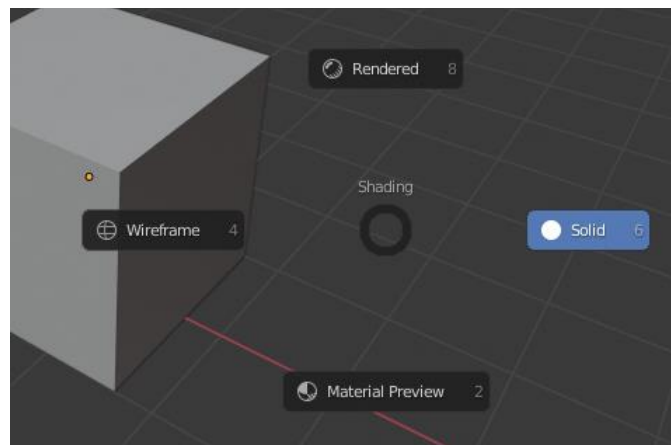 Rendered 8
Shading
Wireframe 4
Solid 6
Material Preview 2